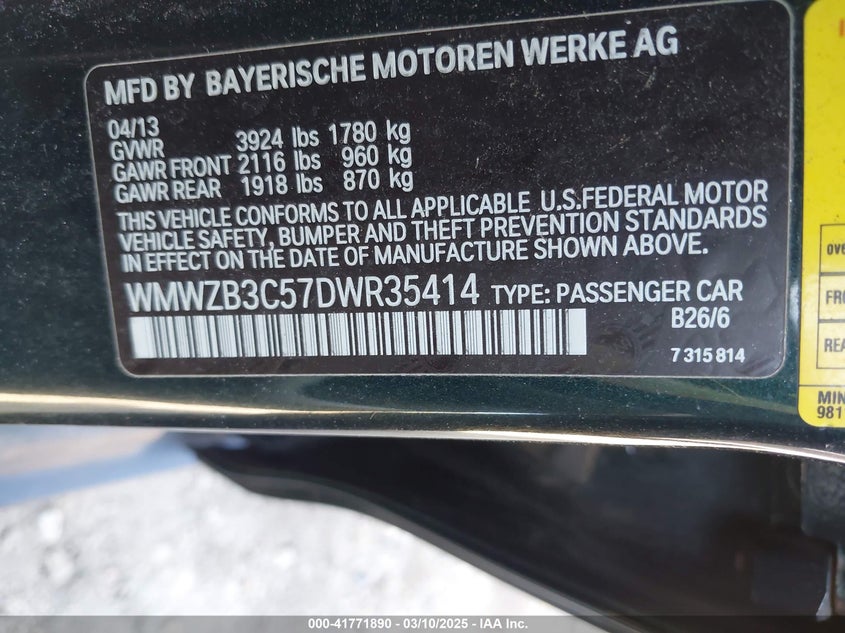 MFD BY BAYERISCHE MOTOREN WERKE AG
04/13
GVWR 3924 lbs 1780 kg
GAWR FRONT 2116 lbs 960 kg
GAWR REAR 1918 lbs 870 kg
THIS VEHICLE CONFORMS TO ALL APPLICABLE U.S.FEDERAL MOTOR
VEHICLE SAFETY, BUMPER AND THEFT PREVENTION STANDARDS
IN EFFECT ON THE DATE OF MANUFACTURE SHOWN ABOVE.
WMWZB3C57DWR35414 TYPE: PASSENGER CAR
B26/6
7 315 814
MIN
981
000-41771890 — 03/10/2025 — IAA Inc.